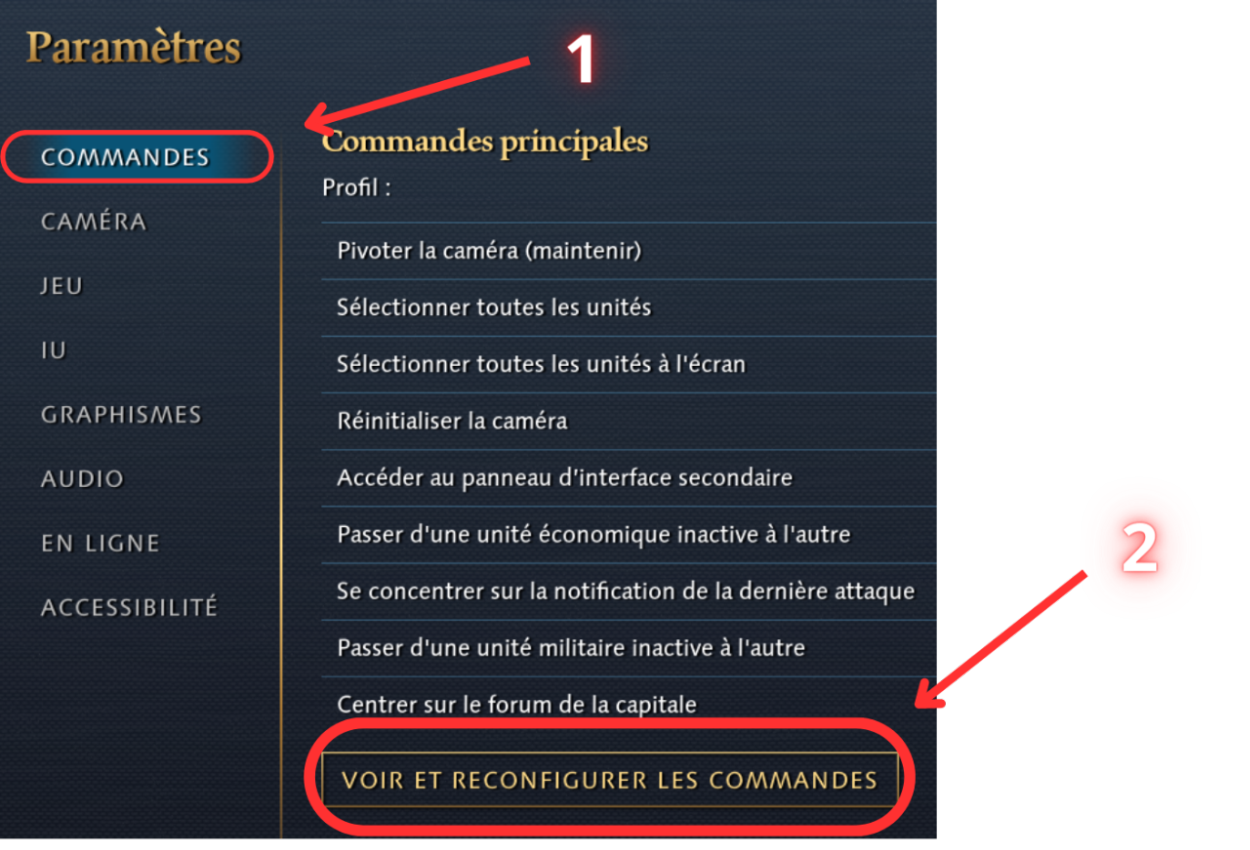 Paramètres
1
COMMANDES
CAMÉRA
JEU
IU
GRAPHISMES
AUDIO
EN LIGNE
ACCESSIBILITÉ
Commandes principales
Profil :
Pivoter la caméra (maintenir)
Sélectionner toutes les unités
Sélectionner toutes les unités à l'écran
Réinitialiser la caméra
Accéder au panneau d'interface secondaire
Passer d'une unité économique inactive à l'autre
Se concentrer sur la notification de la dernière attaque
Passer d'une unité militaire inactive à l'autre
Centrer sur le forum de la capitale
VOIR ET RECONFIGURER LES COMMANDES
2